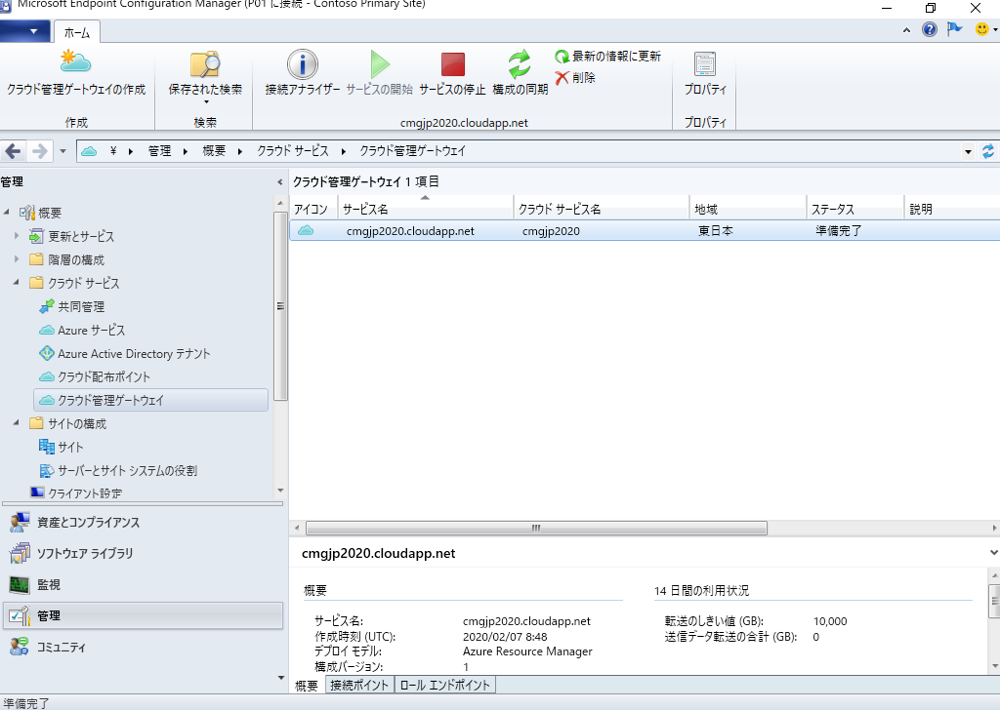 Microsoft Endpoint Configuration Manager (P01 に接続 - Contoso Primary Site)
ホーム
クラウド管理ゲートウェイの作成
保存された検索
接続アナライザー
サービスの開始
サービスの停止
構成の同期
最新の情報に更新
削除
プロパティ
作成
検索
cmgjp2020.cloudapp.net
プロパティ
¥ 管理 概要 クラウド サービス クラウド管理ゲートウェイ
管理
概要
更新とサービス
階層の構成
クラウド サービス
共同管理
Azure サービス
Azure Active Directory テナント
クラウド配布ポイント
クラウド管理ゲートウェイ
サイトの構成
サイト
サーバーとサイト システムの役割
クライアント設定
資産とコンプライアンス
ソフトウェア ライブラリ
監視
管理
コミュニティ
クラウド管理ゲートウェイ 1 項目
アイコン サービス名 クラウド サービス名 地域 ステータス 説明
cmgjp2020.cloudapp.net cmgjp2020 東日本 準備完了
cmgjp2020.cloudapp.net
概要
サービス名: cmgjp2020.cloudapp.net
作成時刻 (UTC): 2020/02/07 8:48
デプロイ モデル: Azure Resource Manager
構成バージョン: 1
14 日間の利用状況
転送のしきい値 (GB): 10,000
送信データ転送の合計 (GB): 0
概要 接続ポイント ロール エンドポイント
準備完了